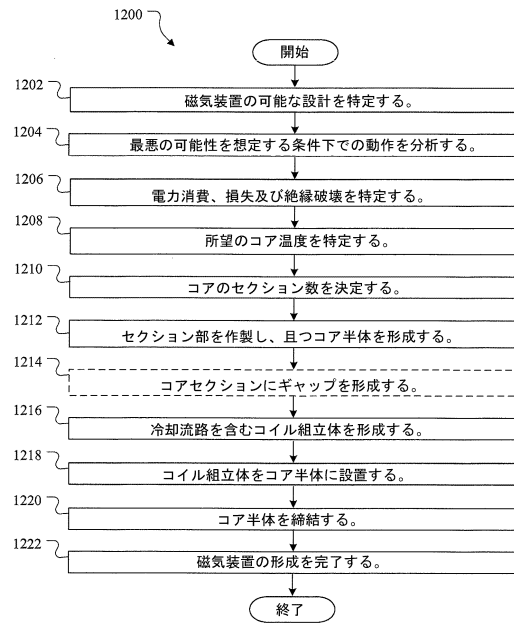 1200
開始
1202
磁気装置の可能な設計を特定する。
1204
最悪の可能性を想定する条件下での動作を分析する。
1206
電力消費、損失及び絶縁破壊を特定する。
1208
所望のコア温度を特定する。
1210
コアのセクション数を決定する。
1212
セクション部を作製し、且つコア半体を形成する。
1214
コアセクションにギャップを形成する。
1216
冷却流路を含むコイル組立体を形成する。
1218
コイル組立体をコア半体に設置する。
1220
コア半体を締結する。
1222
磁気装置の形成を完了する。
終了